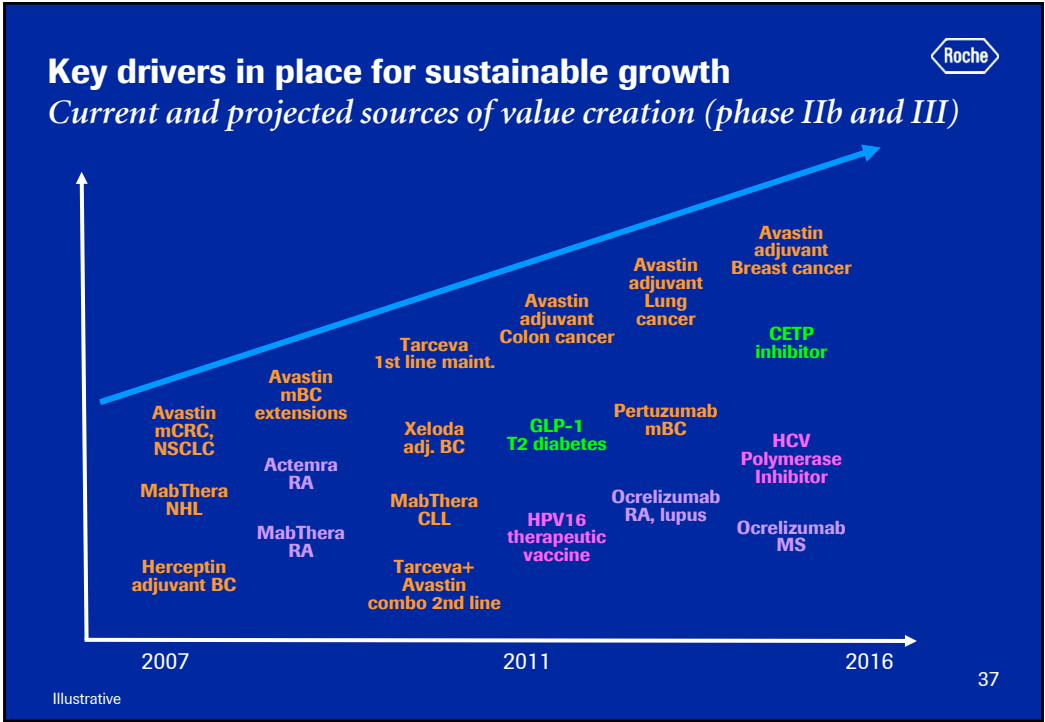 Roche
Key drivers in place for sustainable growth
Current and projected sources of value creation (phase IIb and III)
Avastin
mCRC,
NSCLC
MabThera
NHL
Herceptin
adjuvant BC
Avastin
mBC
extensions
Actemra
RA
MabThera
RA
Tarceva
1st line maint.
Xeloda
adj. BC
MabThera
CLL
Tarceva+
Avastin
combo 2nd line
Avastin
adjuvant
Colon cancer
GLP-1
T2 diabetes
HPV16
therapeutic
vaccine
Avastin
adjuvant
Lung
cancer
Pertuzumab
mBC
Ocrelizumab
RA, lupus
Avastin
adjuvant
Breast cancer
CETP
inhibitor
HCV
Polymerase
Inhibitor
Ocrelizumab
MS
2007
2011
2016
Illustrative
37